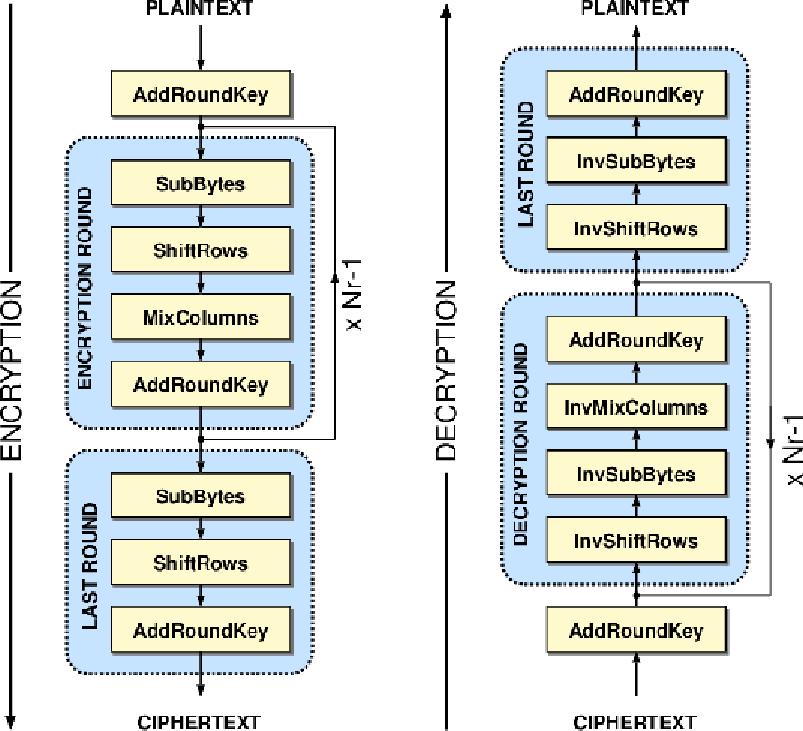 PLAINTEXT
AddRoundKey
SubBytes
ShiftRows
MixColumns
AddRoundKey
ENCRYPTION ROUND
x Nr-1
SubBytes
ShiftRows
AddRoundKey
LAST ROUND
CIPHERTEXT
ENCRYPTION
PLAINTEXT
AddRoundKey
InvSubBytes
InvShiftRows
LAST ROUND
AddRoundKey
InvMixColumns
InvSubBytes
InvShiftRows
DECRYPTION ROUND
x Nr-1
AddRoundKey
CIPHERTEXT
DECRYPTION